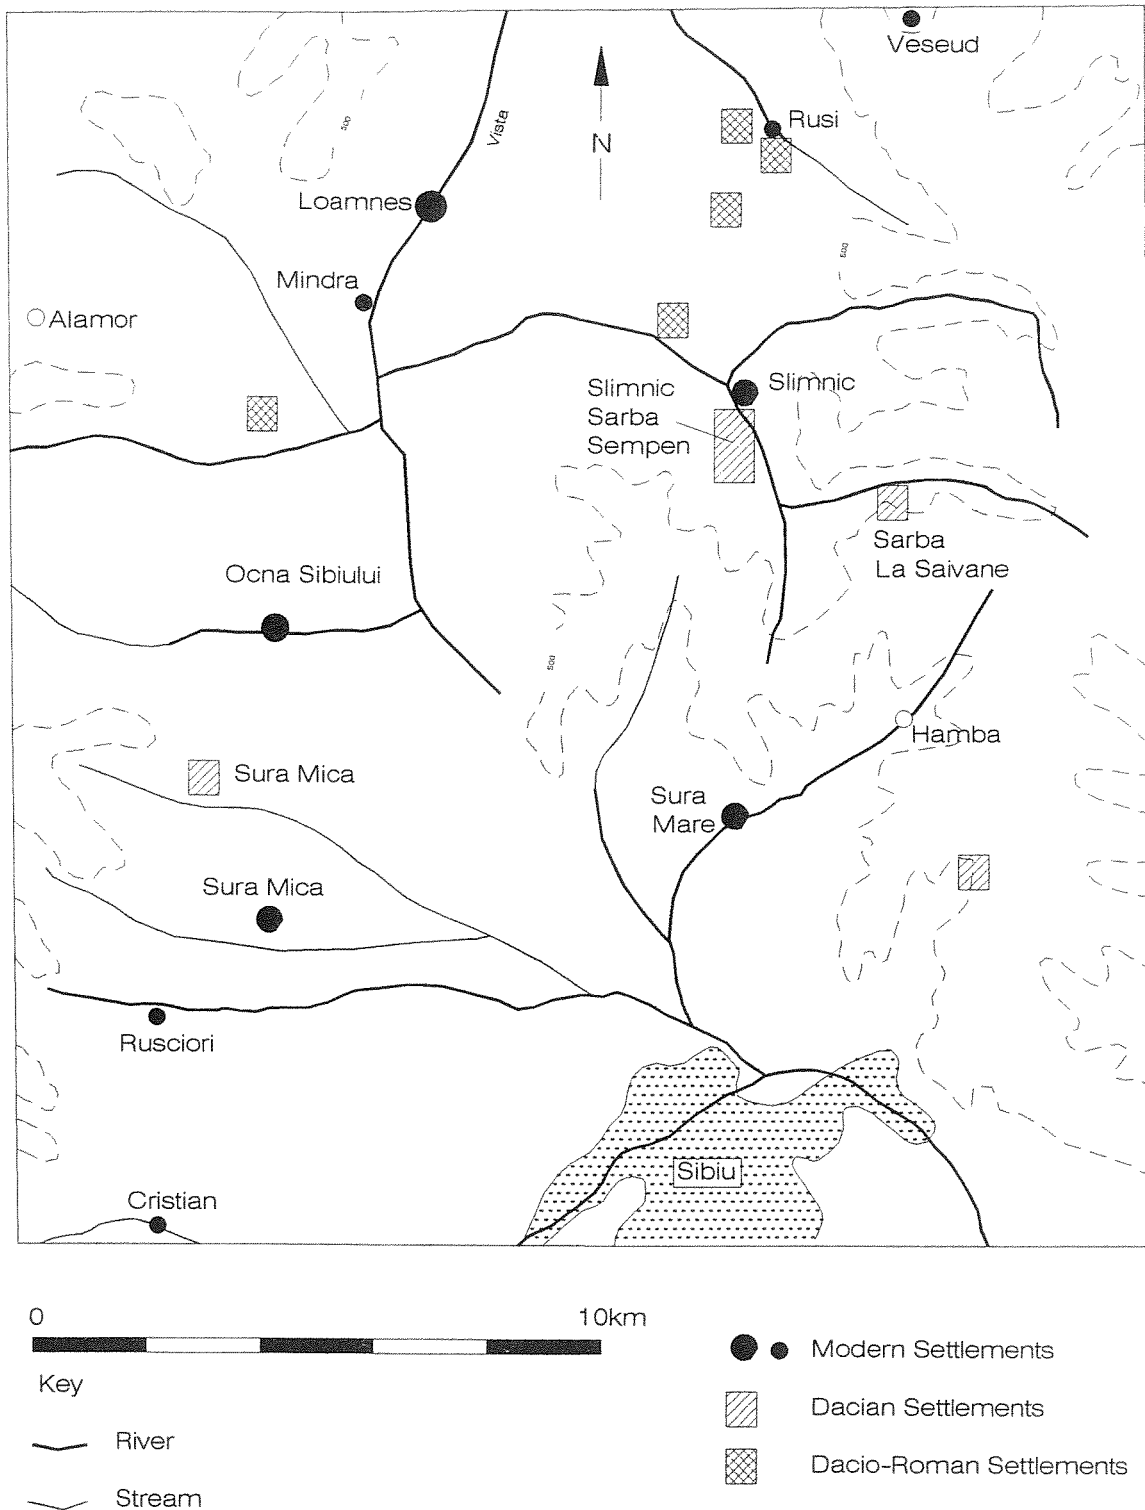 Veseud
Vista
500
Rusi
N
Loamnes
500
Mindra
Alamor
Slimnic
Sarba
Sempen
Slimnic
Sarba
La Saivane
Ocna Sibiului
500
Hamba
Sura Mica
Sura
Mare
Sura Mica
Rusciori
Sibiu
Cristian
0
10km
Key
River
Stream
Modern Settlements
Dacian Settlements
Dacio-Roman Settlements